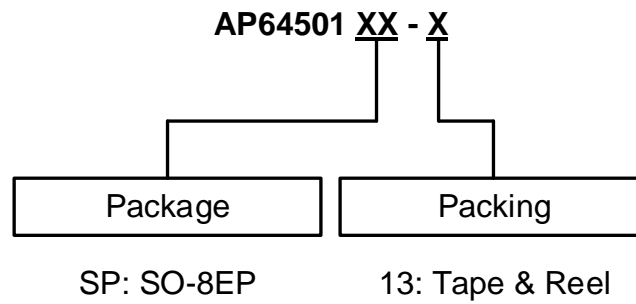 AP64501 XX - X
Package
Packing
SP: SO-8EP
13: Tape & Reel